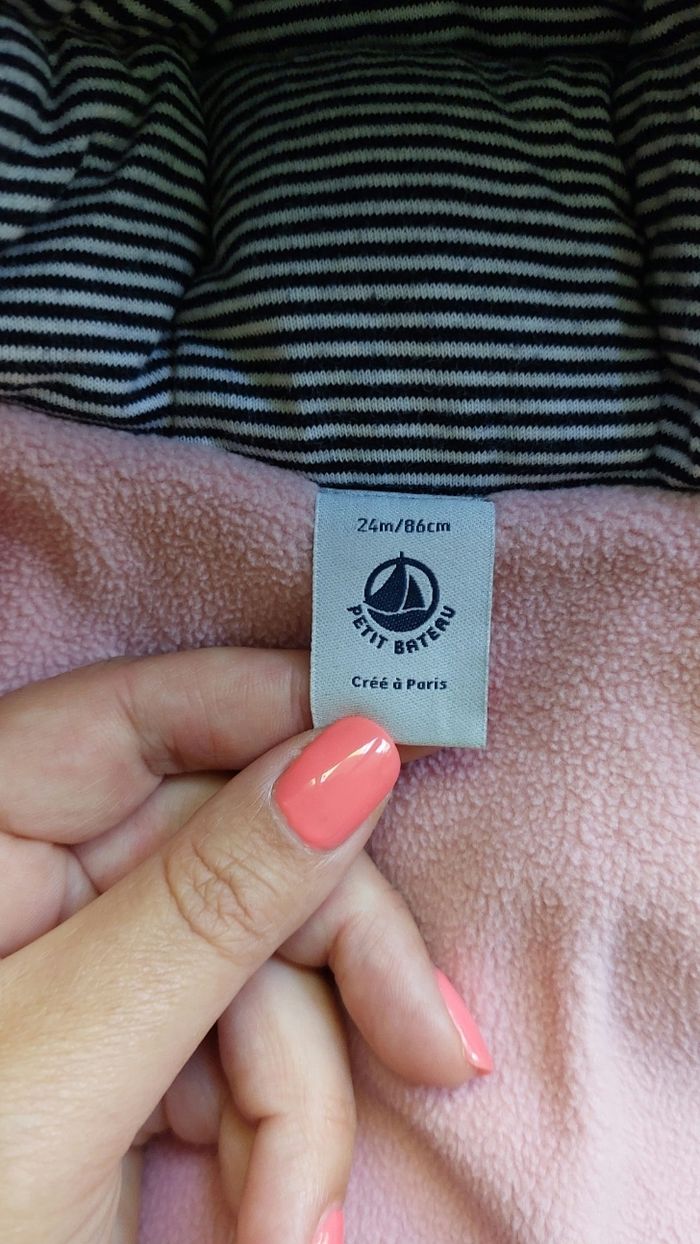 24m/86cm
PETIT BATEAU
Créé à Paris